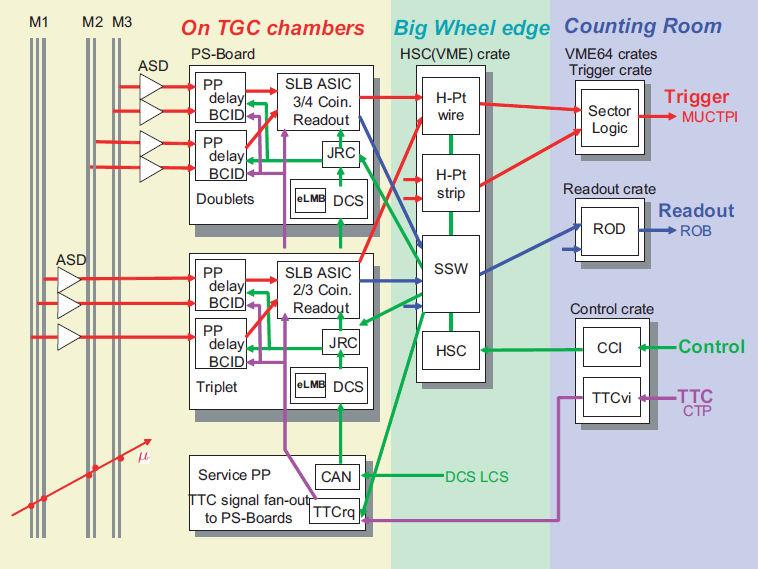 M1 M2 M3
On TGC chambers
Big Wheel edge
Counting Room
PS-Board
HSC(VME) crate
VME64 crates
Trigger crate
ASD
PP
delay
BCID
PP
delay
BCID
SLB ASIC
3/4 Coin.
Readout
JRC
eLMB
DCS
Doublets
H-Pt
wire
H-Pt
strip
SSW
HSC
Sector
Logic
Trigger
MUCTPI
Readout crate
ROD
Readout
ROB
ASD
PP
delay
BCID
PP
delay
BCID
SLB ASIC
2/3 Coin.
Readout
JRC
eLMB
DCS
Triplet
Control crate
CCI
Control
TTCvi
TTC
CTP
μ
Service PP
CAN
DCS LCS
TTC signal fan-out
to PS-Boards
TTCrq